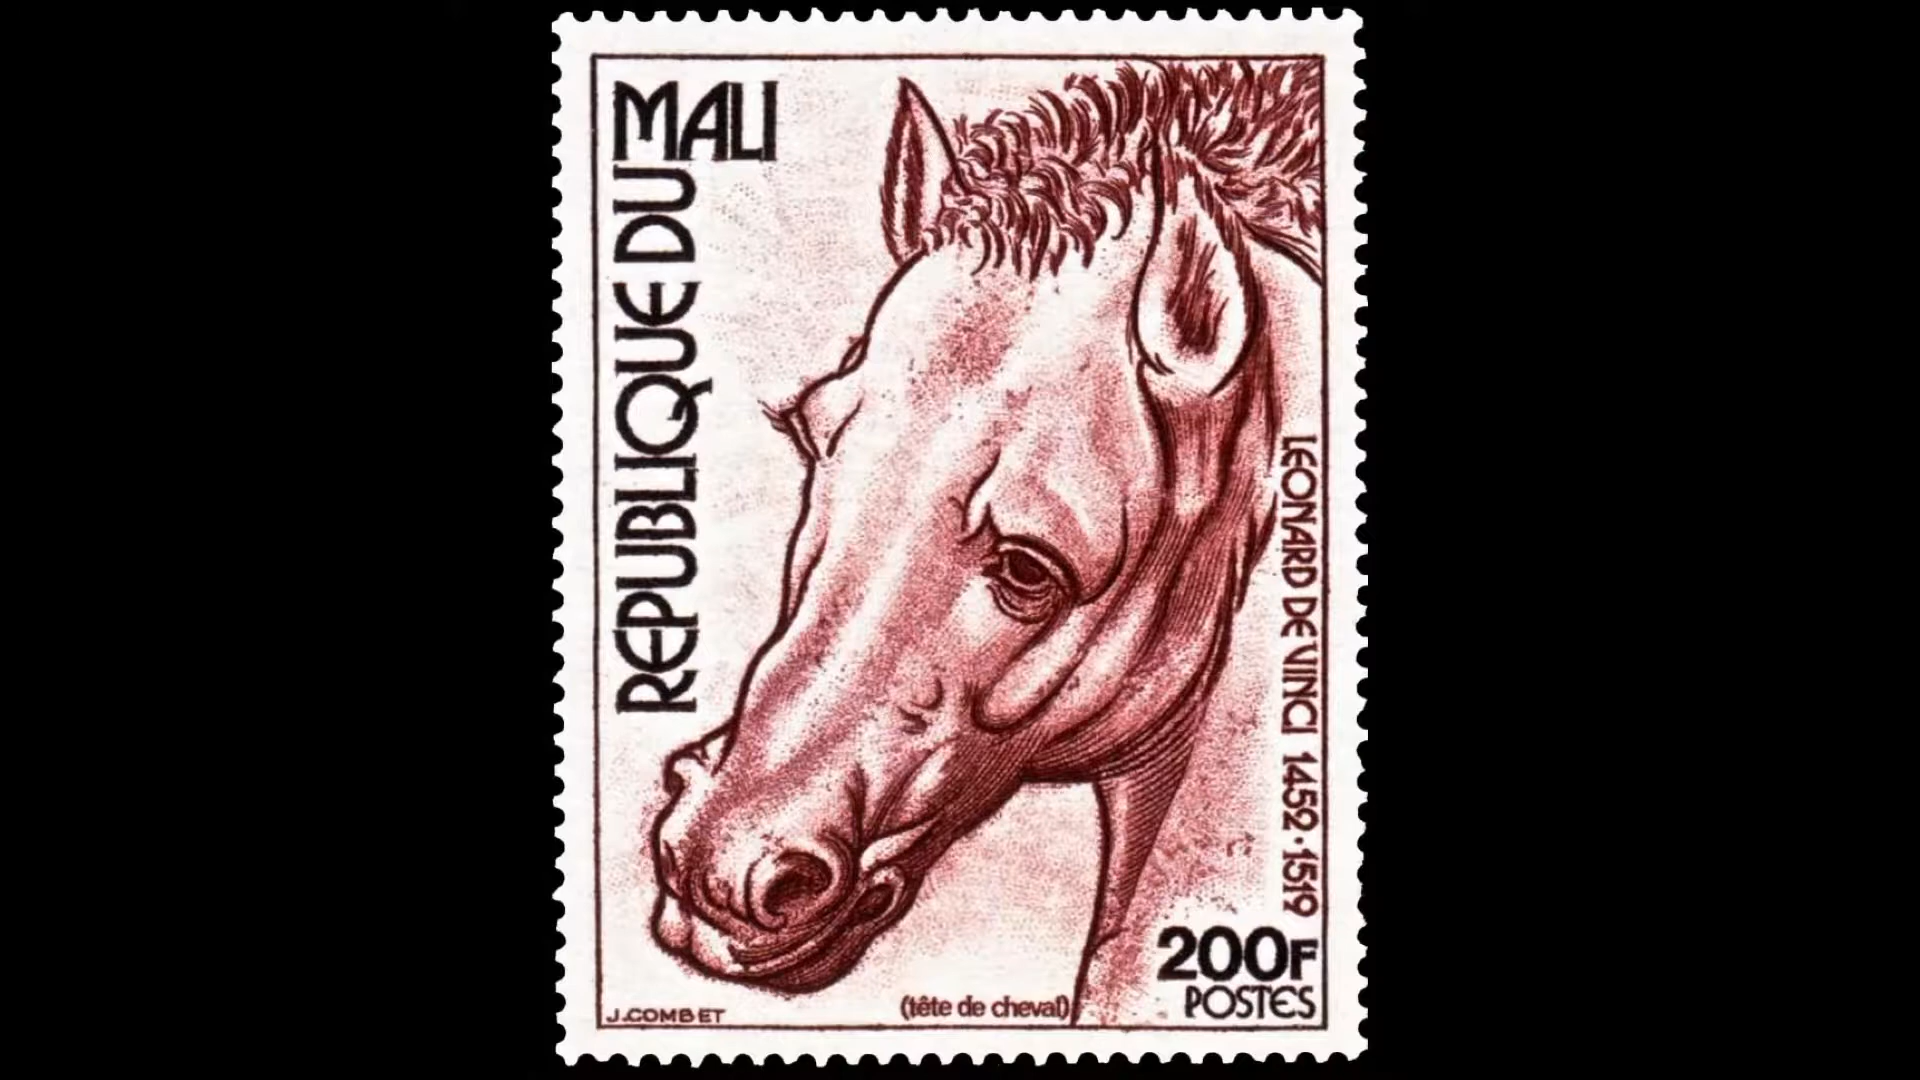 REPUBLIQUE DU MALI
LEONARD DE VINCI 1452·1519
200F
POSTES
(tête de cheval)
J.COMBET